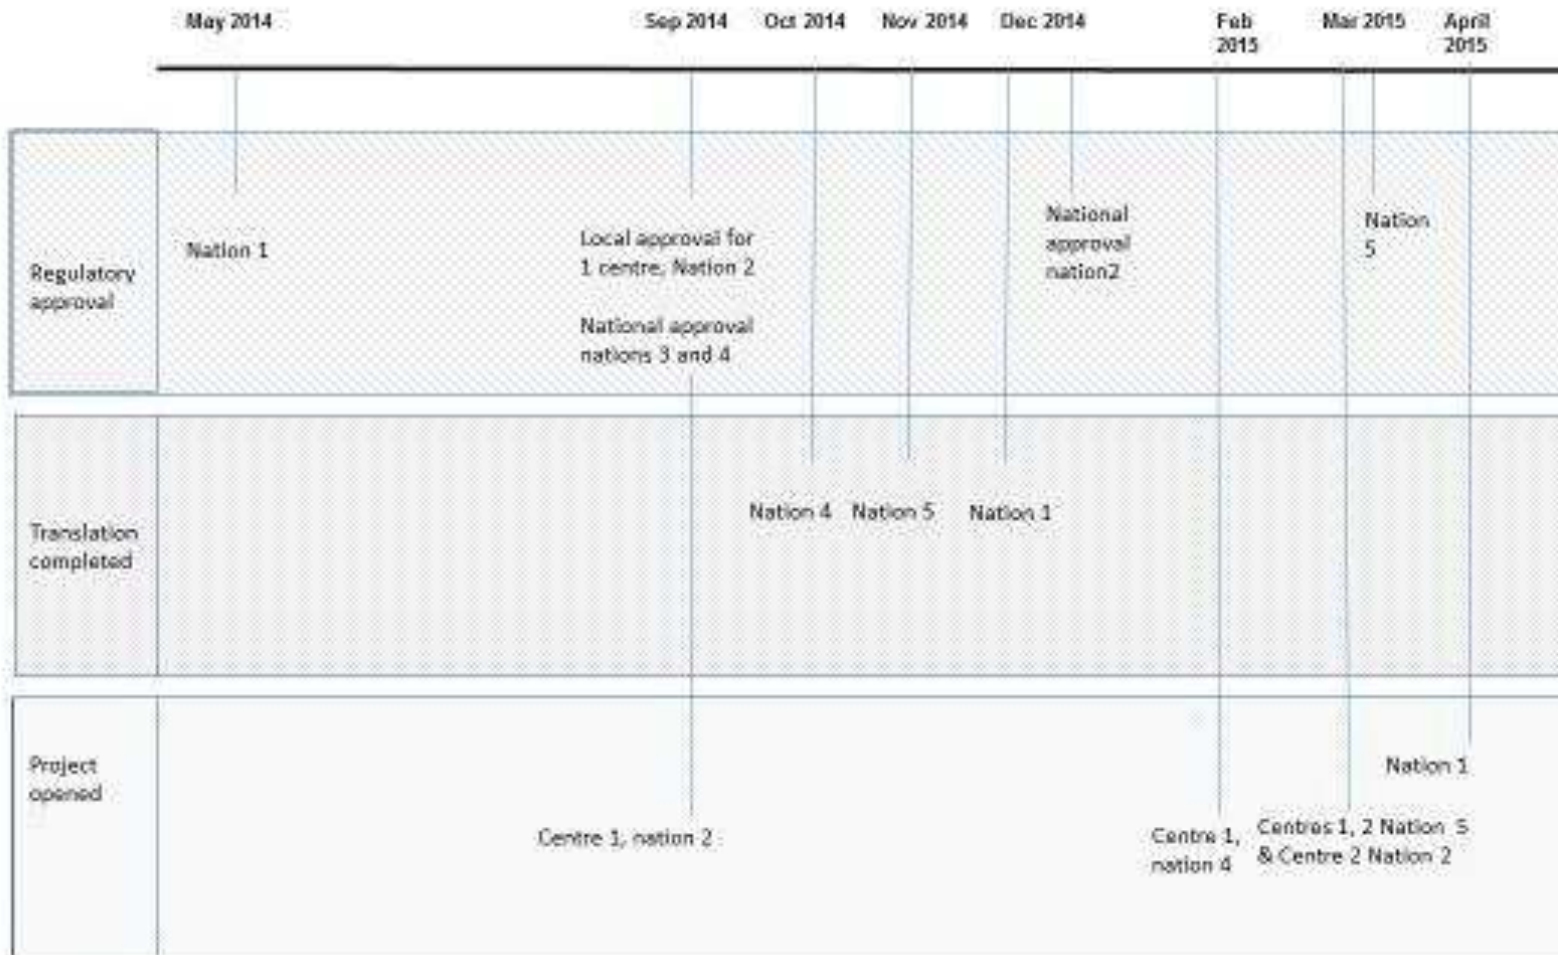 May 2014 Sep 2014 Oct 2014 Nov 2014 Dec 2014 Feb 2015 Mar 2015 April 2015
Regulatory
approval
Nation 1
Local approval for
1 centre, Nation 2
National approval
nations 3 and 4
National
approval
nation2
Nation
5
Translation
completed
Nation 4
Nation 5
Nation 1
Project
opened
Centre 1, nation 2
Centre 1,
nation 4
Centres 1, 2 Nation 5
& Centre 2 Nation 2
Nation 1